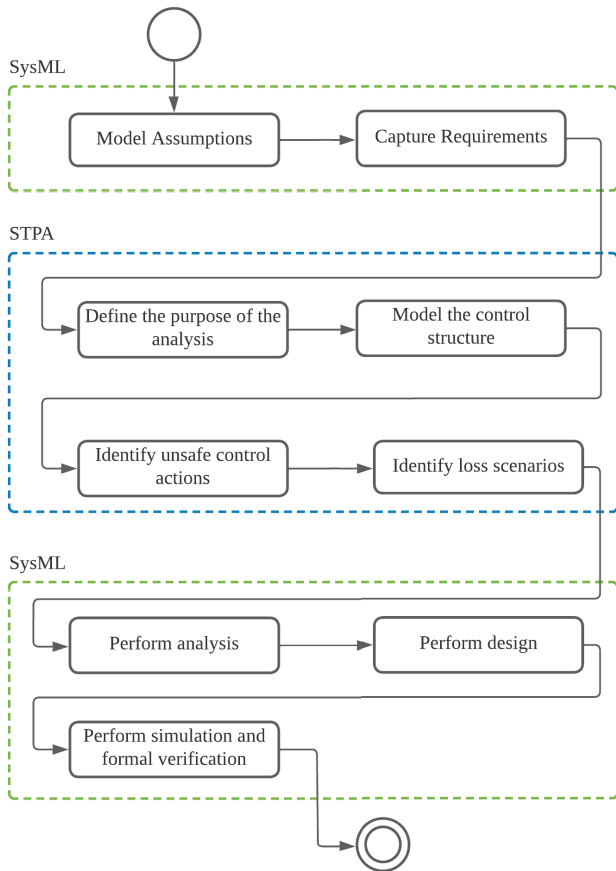 SysML
Model Assumptions
Capture Requirements
STPA
Define the purpose of the
analysis
Model the control
structure
Identify unsafe control
actions
Identify loss scenarios
SysML
Perform analysis
Perform design
Perform simulation and
formal verification